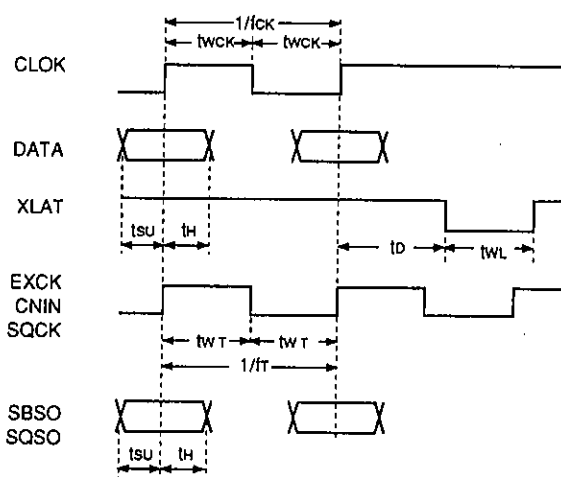 1/fCK
tWCK tWCK
CLOK
DATA
XLAT
tSU tH
tD tWL
EXCK
CNIN
SQCK
tWT tWT
1/fT
SBSO
SQSO
tSU tH